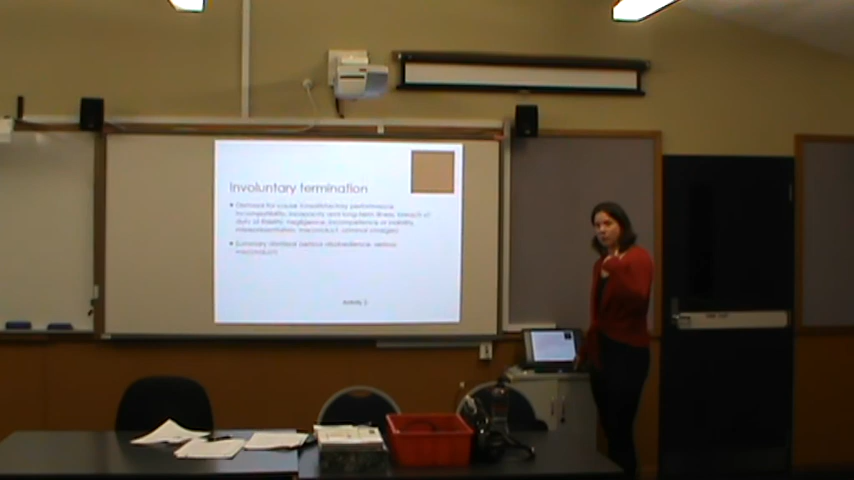 Involuntary termination
• Dismissal for cause (unsatisfactory performance,
incompatibility, incapacity and long-term illness, breach of
duty of fidelity, negligence, incompetence or inability,
misrepresentation, misconduct, criminal charges)
• Summary dismissal (serious disobedience, serious
misconduct)
Activity 2